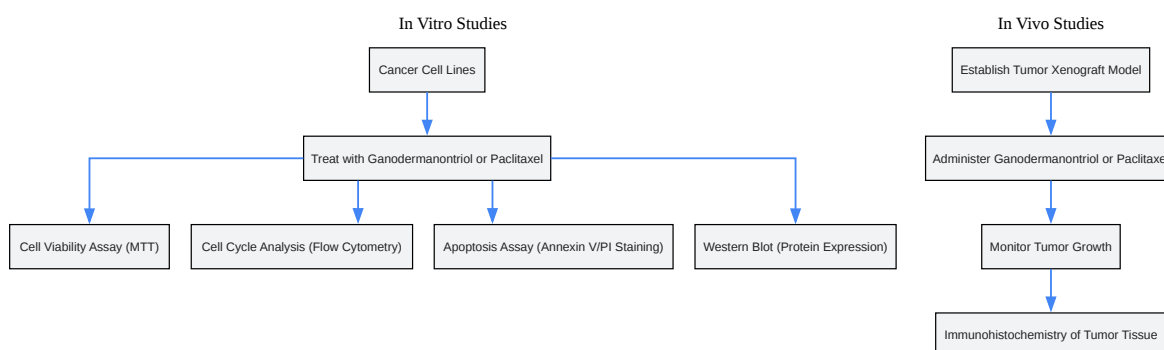 In Vitro Studies
Cancer Cell Lines
Treat with Ganodermanontriol or Paclitaxel
Cell Viability Assay (MTT)
Cell Cycle Analysis (Flow Cytometry)
Apoptosis Assay (Annexin V/PI Staining)
Western Blot (Protein Expression)
In Vivo Studies
Establish Tumor Xenograft Model
Administer Ganodermanontriol or Paclitaxe
Monitor Tumor Growth
Immunohistochemistry of Tumor Tissue